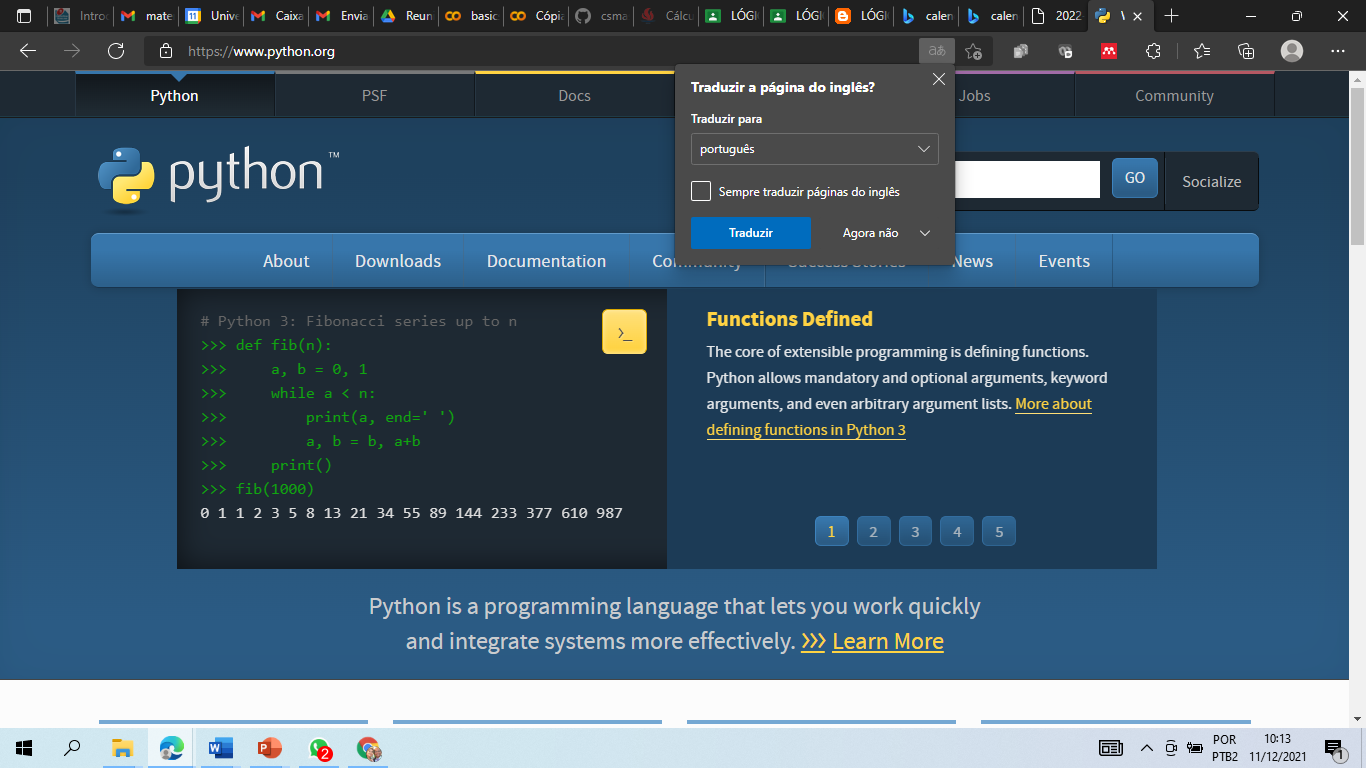 Introd
mate
Unive
Caixa
Envia
Reun
basic
Cópia
csma
Cálcu
LÓGI
LÓGI
LÓGI
calen
calen
2022
https://www.python.org
Python
PSF
Docs
Jobs
Community
Traduzir a página do inglês?
Traduzir para
português
Sempre traduzir páginas do inglês
Traduzir
Agora não
python™
GO
Socialize
About
Downloads
Documentation
Community
Success Stories
News
Events
# Python 3: Fibonacci series up to n
>>> def fib(n):
>>>     a, b = 0, 1
>>>     while a < n:
>>>         print(a, end=' ')
>>>         a, b = b, a+b
>>>     print()
>>> fib(1000)
0 1 1 2 3 5 8 13 21 34 55 89 144 233 377 610 987
>_
Functions Defined
The core of extensible programming is defining functions.
Python allows mandatory and optional arguments, keyword
arguments, and even arbitrary argument lists. More about
defining functions in Python 3
1 2 3 4 5
Python is a programming language that lets you work quickly
and integrate systems more effectively. >>> Learn More
2
POR
PTB2
10:13
11/12/2021
1